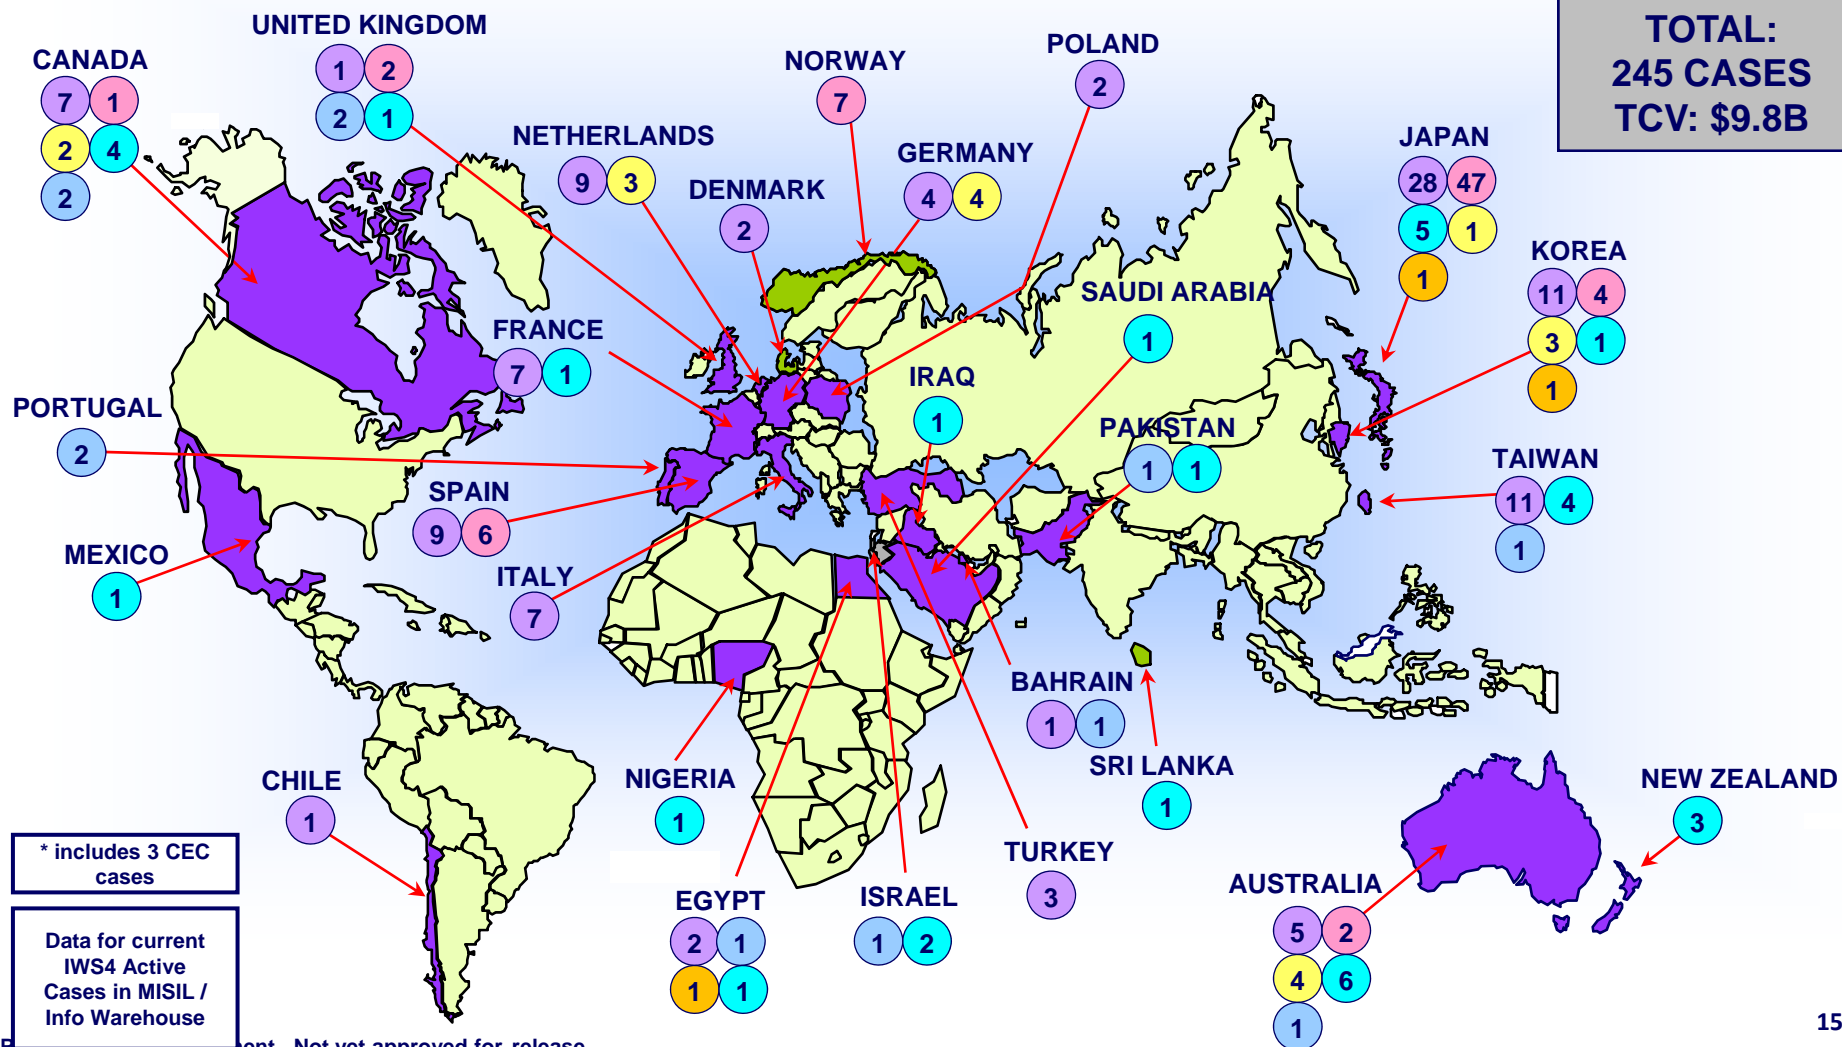 TOTAL:
245 CASES
TCV: $9.8B
UNITED KINGDOM
1 2
2 1
CANADA
7 1
2 4
2
NORWAY
7
POLAND
2
NETHERLANDS
9 3
DENMARK
2
GERMANY
4 4
JAPAN
28 47
5 1
1
KOREA
11 4
3 1
1
SAUDI ARABIA
1
FRANCE
7 1
IRAQ
1
PORTUGAL
2
PAKISTAN
1 1
TAIWAN
11 4
1
SPAIN
9 6
MEXICO
1
ITALY
7
BAHRAIN
1 1
SRI LANKA
1
CHILE
1
NIGERIA
1
NEW ZEALAND
3
TURKEY
3
EGYPT
2 1
1 1
ISRAEL
1 2
AUSTRALIA
5 2
4 6
1
* includes 3 CEC
cases
Data for current
IWS4 Active
Cases in MISIL /
Info Warehouse
Not yet approved for release
15